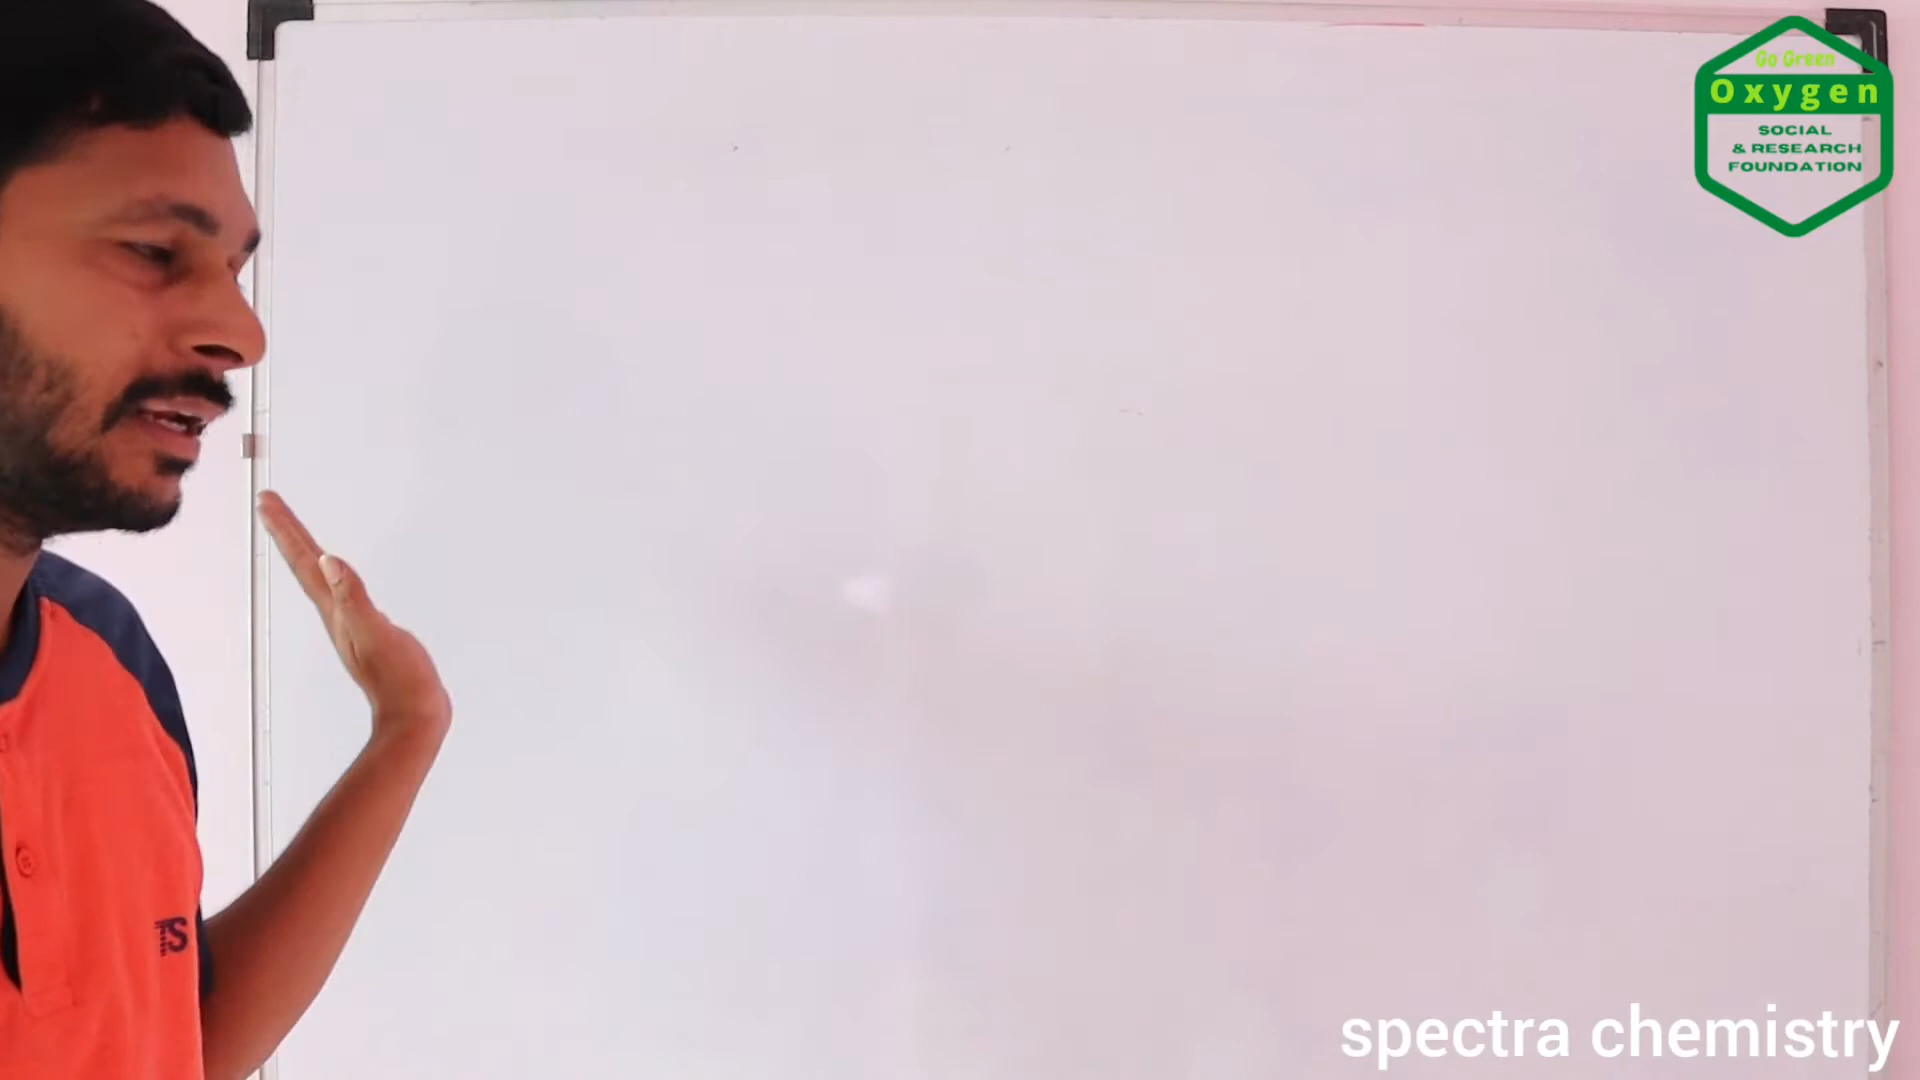 Go Green
Oxygen
SOCIAL
& RESEARCH
FOUNDATION
TS
spectra chemistry